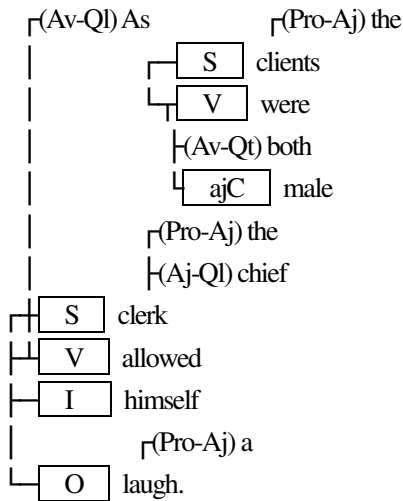 (Av-Ql) As (Pro-Aj) the
S clients
V were
(Av-Qt) both
ajC male
(Pro-Aj) the
(Aj-Ql) chief
S clerk
V allowed
I himself
(Pro-Aj) a
O laugh.